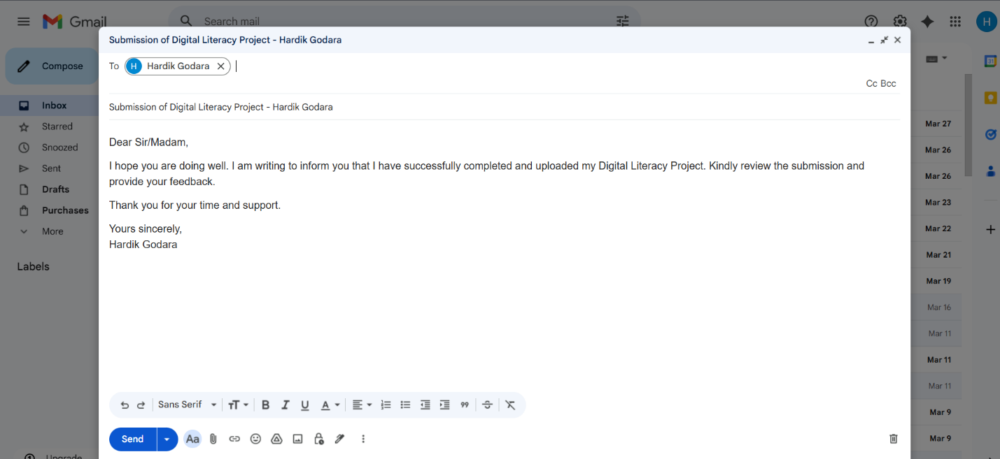 Gmail
Search mail
H
Submission of Digital Literacy Project - Hardik Godara
Compose
To H Hardik Godara
Cc Bcc
Submission of Digital Literacy Project - Hardik Godara
Inbox
Starred
Snoozed
Sent
Drafts
Purchases
More
Labels
Dear Sir/Madam,
I hope you are doing well. I am writing to inform you that I have successfully completed and uploaded my Digital Literacy Project. Kindly review the submission and
provide your feedback.
Thank you for your time and support.
Yours sincerely,
Hardik Godara
31
Mar 27
Mar 26
Mar 26
Mar 23
Mar 22
Mar 21
Mar 19
Mar 16
Mar 11
Mar 11
Mar 11
Mar 9
Mar 9
Sans Serif
Send
Aa
Upgrade